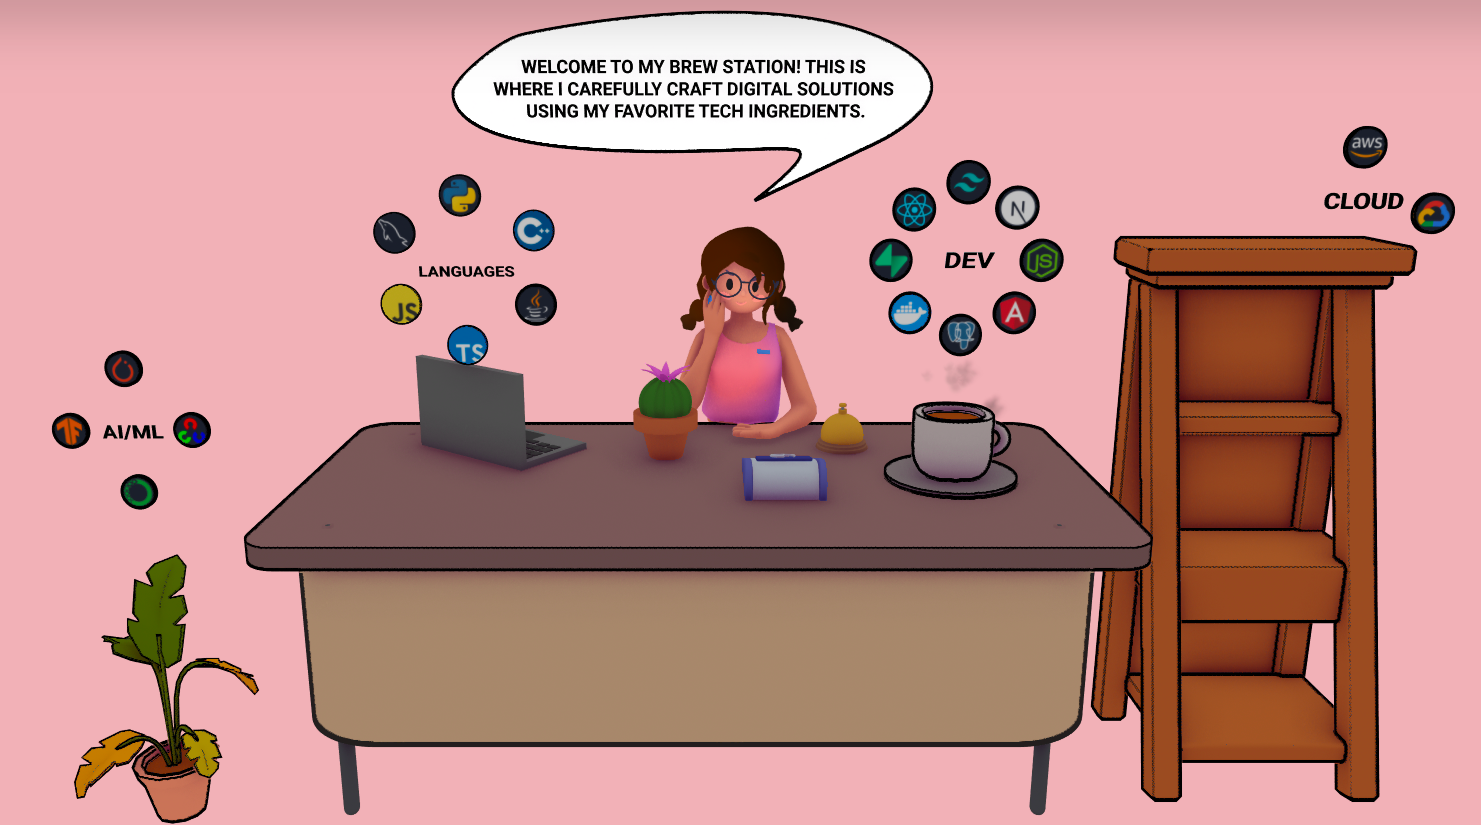 WELCOME TO MY BREW STATION! THIS IS
WHERE I CAREFULLY CRAFT DIGITAL SOLUTIONS
USING MY FAVORITE TECH INGREDIENTS.
aws
CLOUD
C++
LANGUAGES
JS
TS
N
DEV
JS
A
AI/ML